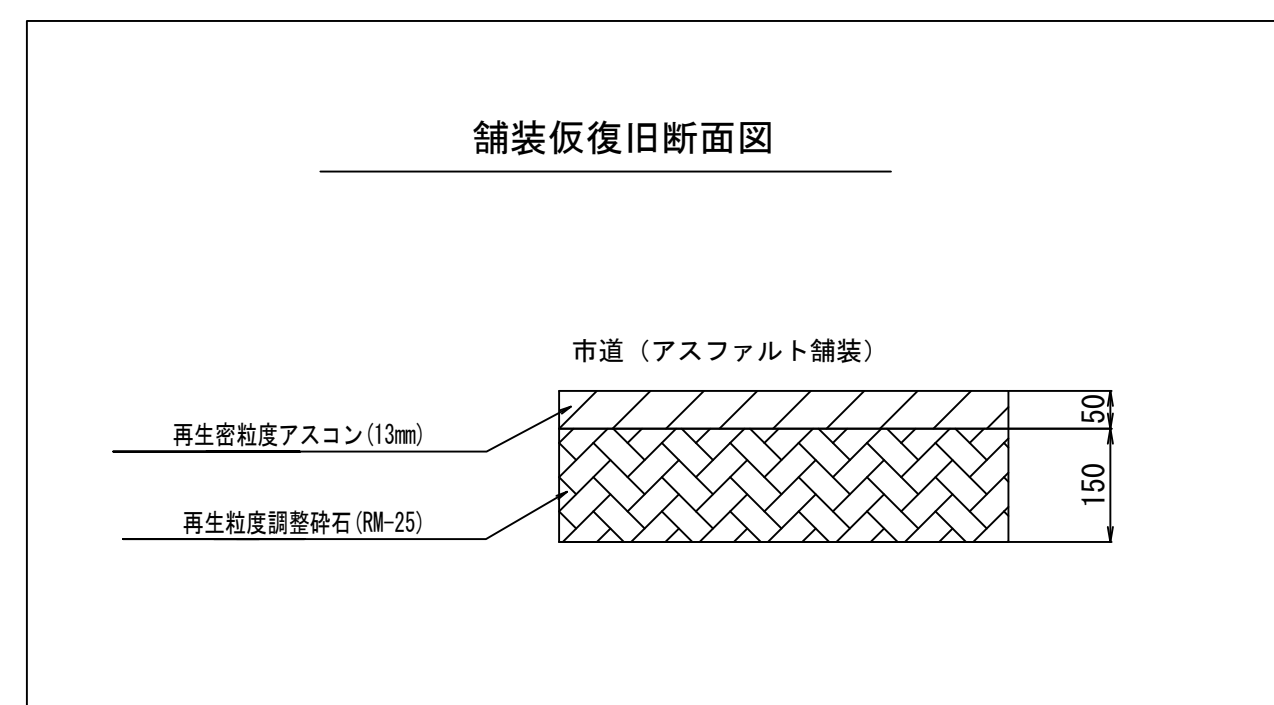 舗装仮復旧断面図
市道（アスファルト舗装）
再生密粒度アスコン(13mm)
50
再生粒度調整砕石(RM-25)
150